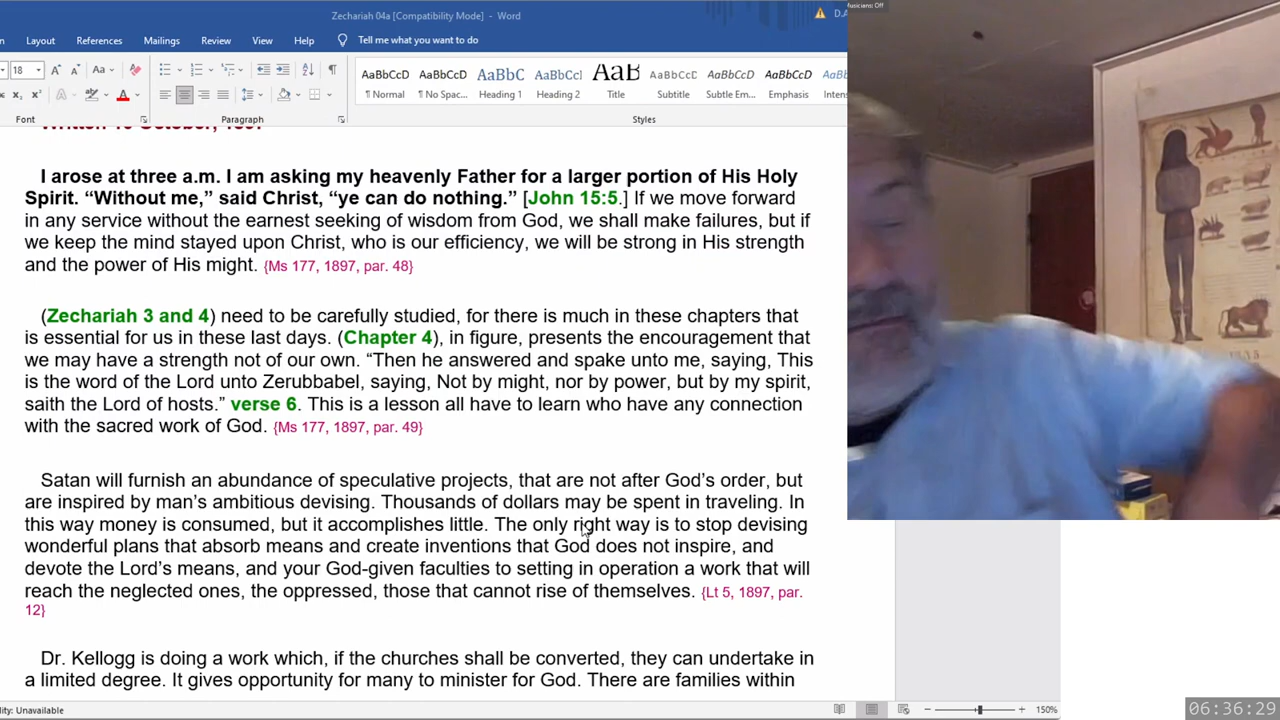 usicians: Off
Zechariah 04a [Compatibility Mode] - Word
D.A
n Layout References Mailings Review View Help Tell me what you want to do
18 Aa
AaBbCcD AaBbCcD AaBbC AaBbCcC AaB AaBbCcD AaBbCcD AaBbCcD AaBb
¶ Normal ¶ No Spac... Heading 1 Heading 2 Title Subtitle Subtle Em... Emphasis Inten
Font Paragraph Styles
I arose at three a.m. I am asking my heavenly Father for a larger portion of His Holy
Spirit. “Without me,” said Christ, “ye can do nothing.” [John 15:5.] If we move forward
in any service without the earnest seeking of wisdom from God, we shall make failures, but if
we keep the mind stayed upon Christ, who is our efficiency, we will be strong in His strength
and the power of His might. {Ms 177, 1897, par. 48}
(Zechariah 3 and 4) need to be carefully studied, for there is much in these chapters that
is essential for us in these last days. (Chapter 4), in figure, presents the encouragement that
we may have a strength not of our own. “Then he answered and spake unto me, saying, This
is the word of the Lord unto Zerubbabel, saying, Not by might, nor by power, but by my spirit,
saith the Lord of hosts.” verse 6. This is a lesson all have to learn who have any connection
with the sacred work of God. {Ms 177, 1897, par. 49}
Satan will furnish an abundance of speculative projects, that are not after God’s order, but
are inspired by man’s ambitious devising. Thousands of dollars may be spent in traveling. In
this way money is consumed, but it accomplishes little. The only right way is to stop devising
wonderful plans that absorb means and create inventions that God does not inspire, and
devote the Lord’s means, and your God-given faculties to setting in operation a work that will
reach the neglected ones, the oppressed, those that cannot rise of themselves. {Lt 5, 1897, par.
12}
Dr. Kellogg is doing a work which, if the churches shall be converted, they can undertake in
a limited degree. It gives opportunity for many to minister for God. There are families within
lity: Unavailable
150%
06:36:29